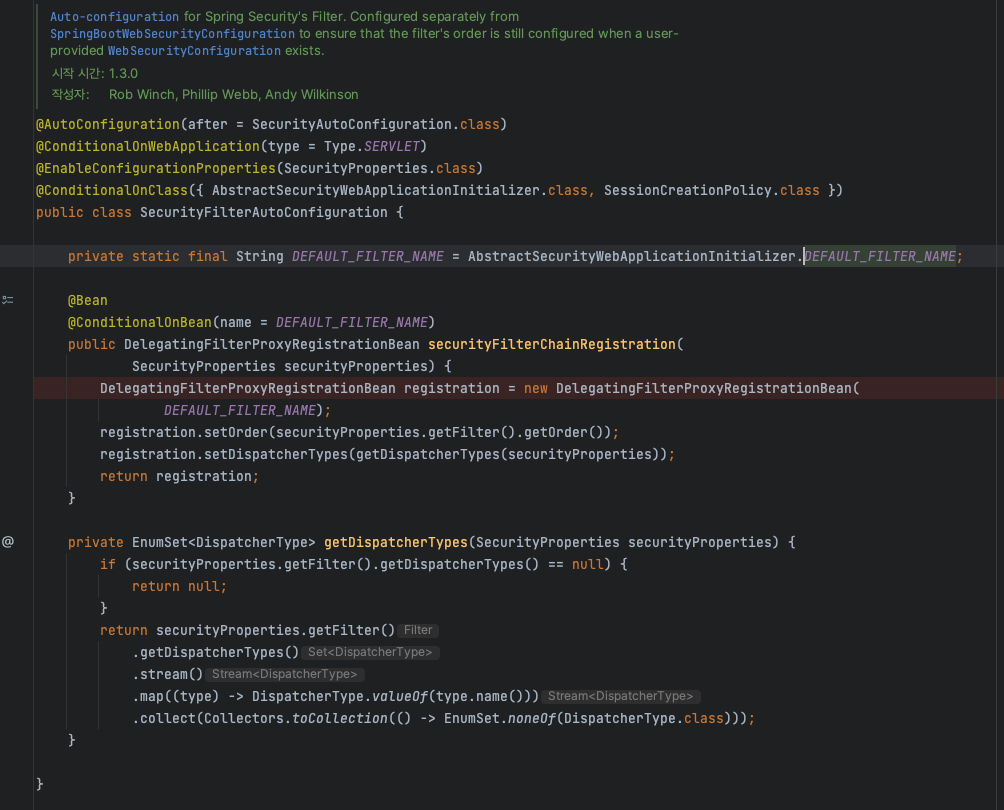 Auto-configuration for Spring Security's Filter. Configured separately from
SpringBootWebSecurityConfiguration to ensure that the filter's order is still configured when a user-
provided WebSecurityConfiguration exists.
시작 시간: 1.3.0
작성자: Rob Winch, Phillip Webb, Andy Wilkinson
@AutoConfiguration(after = SecurityAutoConfiguration.class)
@ConditionalOnWebApplication(type = Type.SERVLET)
@EnableConfigurationProperties(SecurityProperties.class)
@ConditionalOnClass({ AbstractSecurityWebApplicationInitializer.class, SessionCreationPolicy.class })
public class SecurityFilterAutoConfiguration {
private static final String DEFAULT_FILTER_NAME = AbstractSecurityWebApplicationInitializer.DEFAULT_FILTER_NAME;
@Bean
@ConditionalOnBean(name = DEFAULT_FILTER_NAME)
public DelegatingFilterProxyRegistrationBean securityFilterChainRegistration(
SecurityProperties securityProperties) {
DelegatingFilterProxyRegistrationBean registration = new DelegatingFilterProxyRegistrationBean(
DEFAULT_FILTER_NAME);
registration.setOrder(securityProperties.getFilter().getOrder());
registration.setDispatcherTypes(getDispatcherTypes(securityProperties));
return registration;
}
@ private EnumSet<DispatcherType> getDispatcherTypes(SecurityProperties securityProperties) {
if (securityProperties.getFilter().getDispatcherTypes() == null) {
return null;
}
return securityProperties.getFilter() Filter
.getDispatcherTypes() Set<DispatcherType>
.stream() Stream<DispatcherType>
.map((type) -> DispatcherType.valueOf(type.name())) Stream<DispatcherType>
.collect(Collectors.toCollection(() -> EnumSet.noneOf(DispatcherType.class)));
}
}